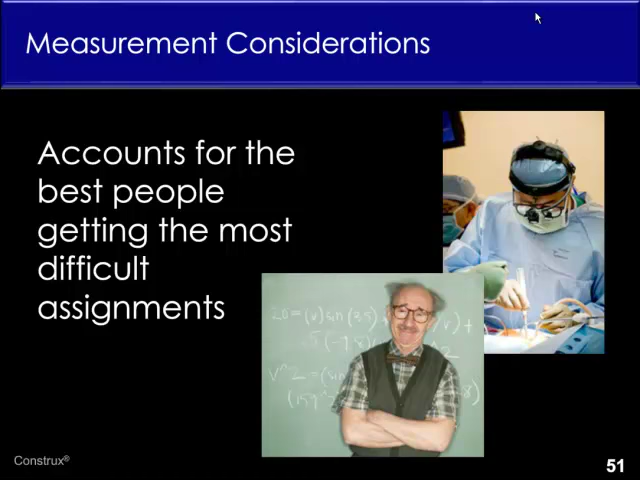 Measurement Considerations
Accounts for the
best people
getting the most
difficult
assignments
Construx®
51